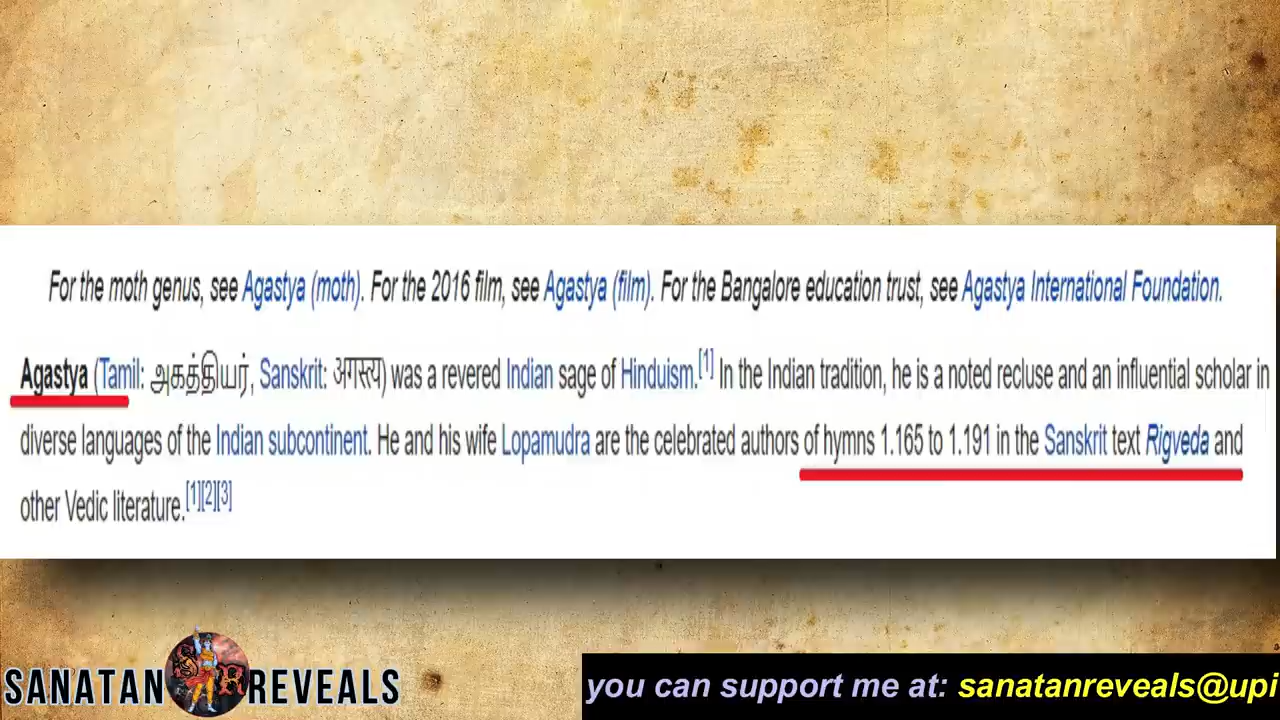 For the moth genus, see Agastya (moth). For the 2016 film, see Agastya (film). For the Bangalore education trust, see Agastya International Foundation.
Agastya (Tamil: அகத்தியர், Sanskrit: अगस्त्य) was a revered Indian sage of Hinduism.[1] In the Indian tradition, he is a noted recluse and an influential scholar in
diverse languages of the Indian subcontinent. He and his wife Lopamudra are the celebrated authors of hymns 1.165 to 1.191 in the Sanskrit text Rigveda and
other Vedic literature.[1][2][3]
SANATAN REVEALS
you can support me at: sanatanreveals@upi